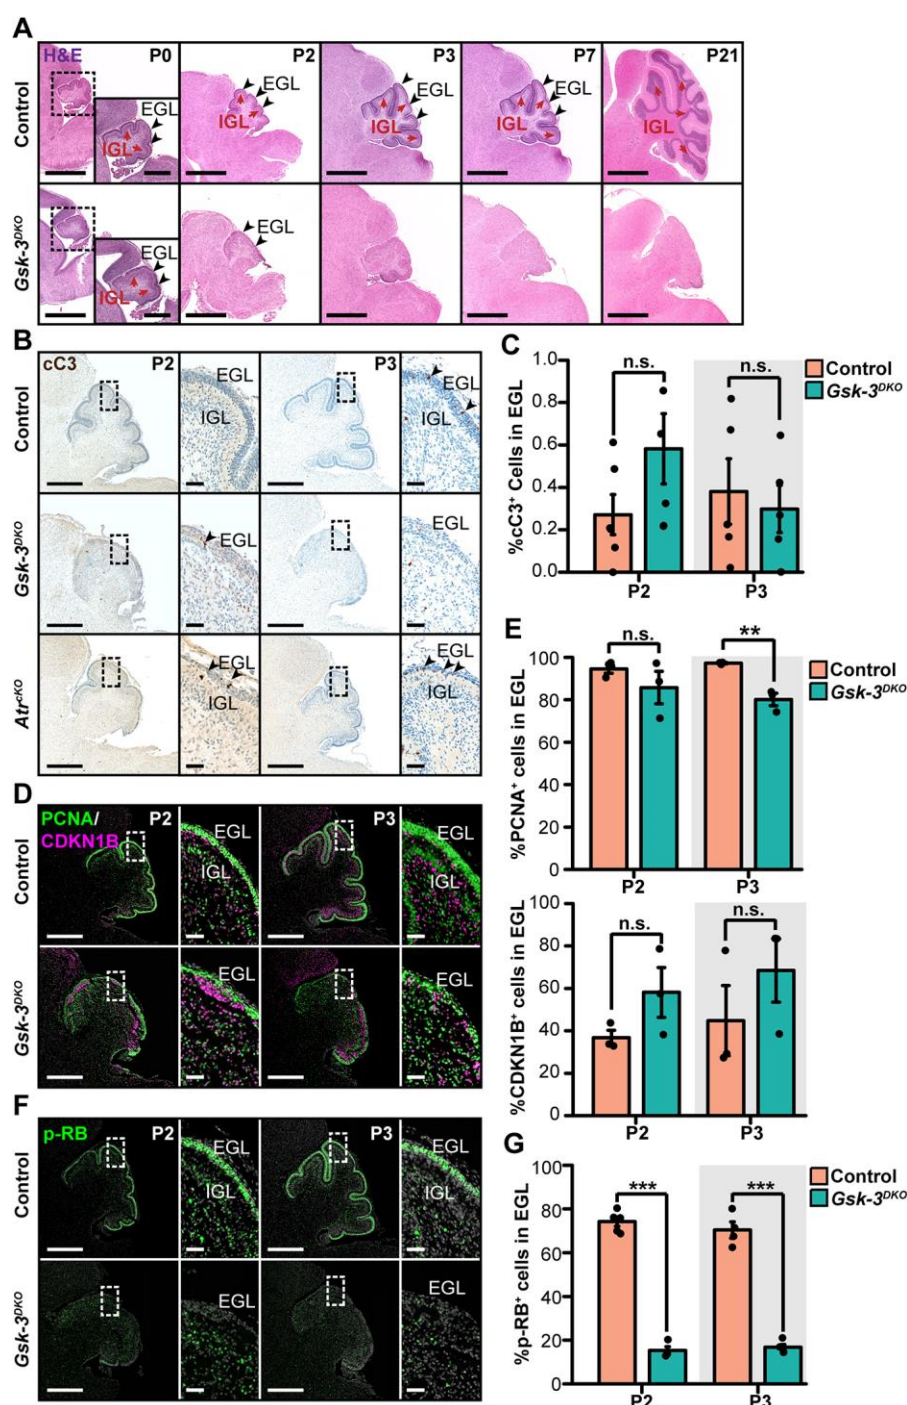 A
H&E P0 P2 P3 P7 P21
Control
EGL
IGL
EGL
IGL
EGL
IGL
EGL
IGL
IGL
Gsk-3DKO
EGL
IGL
EGL
B
cC3 P2 P3
Control
EGL
IGL
EGL
IGL
Gsk-3DKO
EGL
EGL
AtrcKO
EGL
IGL
EGL
IGL
C
Control
Gsk-3DKO
%cC3+ Cells in EGL
1.0
0.8
0.6
0.4
0.2
0.0
n.s.
n.s.
P2 P3
D
PCNA/
CDKN1B
P2 P3
Control
EGL
IGL
EGL
IGL
Gsk-3DKO
EGL
EGL
E
Control
Gsk-3DKO
%PCNA+ cells in EGL
100
80
60
40
20
0
n.s.
**
P2 P3
%CDKN1B+ cells in EGL
100
80
60
40
20
0
n.s.
n.s.
P2 P3
F
p-RB P2 P3
Control
EGL
IGL
EGL
IGL
Gsk-3DKO
EGL
EGL
G
Control
Gsk-3DKO
%p-RB+ cells in EGL
100
80
60
40
20
0
***
***
P2 P3